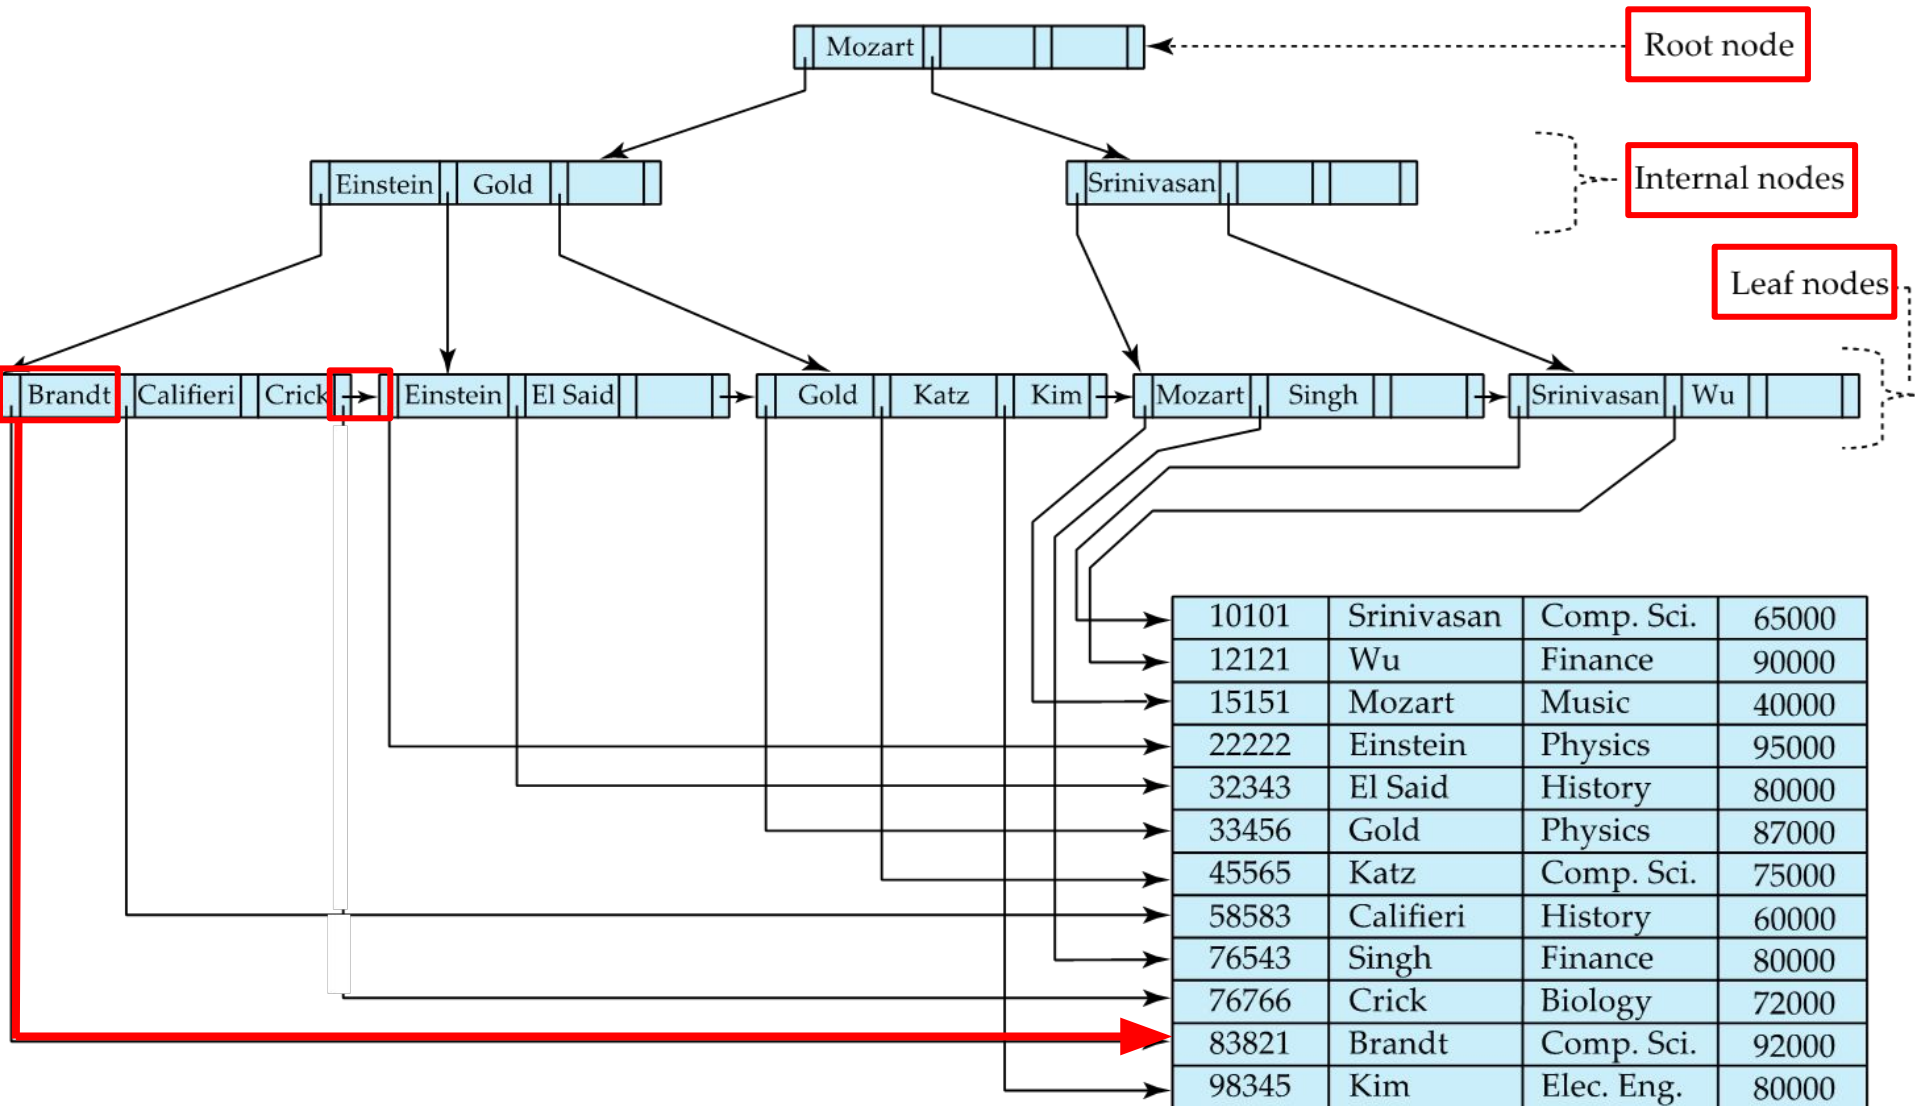 Mozart
Root node
Einstein Gold
Srinivasan
Internal nodes
Leaf nodes
Brandt Califieri Crick Einstein El Said Gold Katz Kim Mozart Singh Srinivasan Wu
10101 Srinivasan Comp. Sci. 65000
12121 Wu Finance 90000
15151 Mozart Music 40000
22222 Einstein Physics 95000
32343 El Said History 80000
33456 Gold Physics 87000
45565 Katz Comp. Sci. 75000
58583 Califieri History 60000
76543 Singh Finance 80000
76766 Crick Biology 72000
83821 Brandt Comp. Sci. 92000
98345 Kim Elec. Eng. 80000